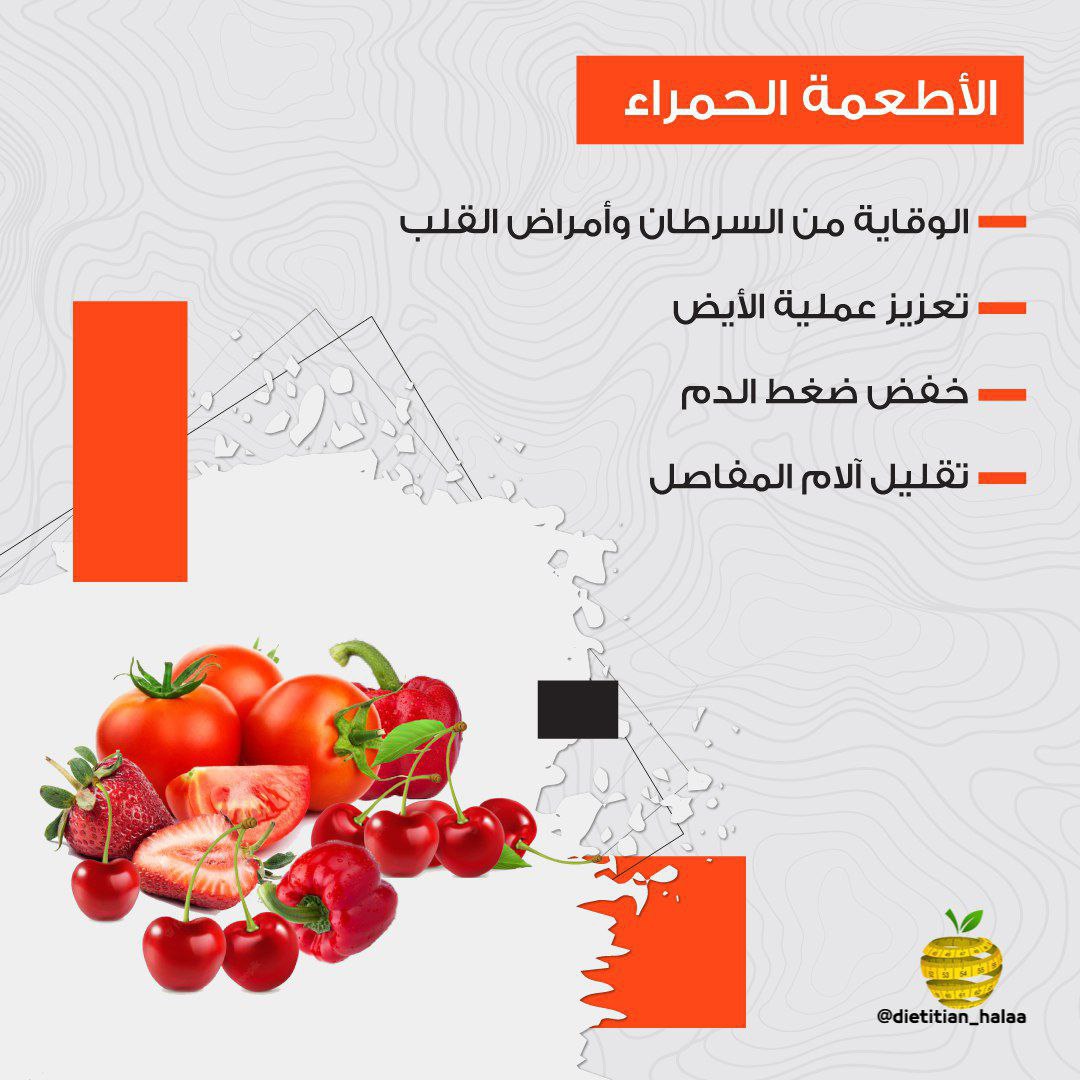 الأطعمة الحمراء
الوقاية من السرطان وأمراض القلب
تعزيز عملية الأيض
خفض ضغط الدم
تقليل آلام المفاصل
@dietitian_halaa